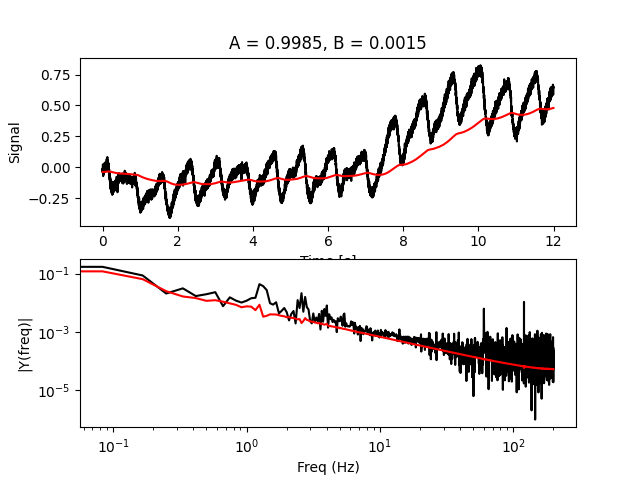 A = 0.9985, B = 0.0015
Signal
0.75
0.50
0.25
0.00
−0.25
0 2 4 6 8 10 12
|Y(freq)|
10⁻¹
10⁻³
10⁻⁵
10⁻¹ 10⁰ 10¹ 10²
Freq (Hz)